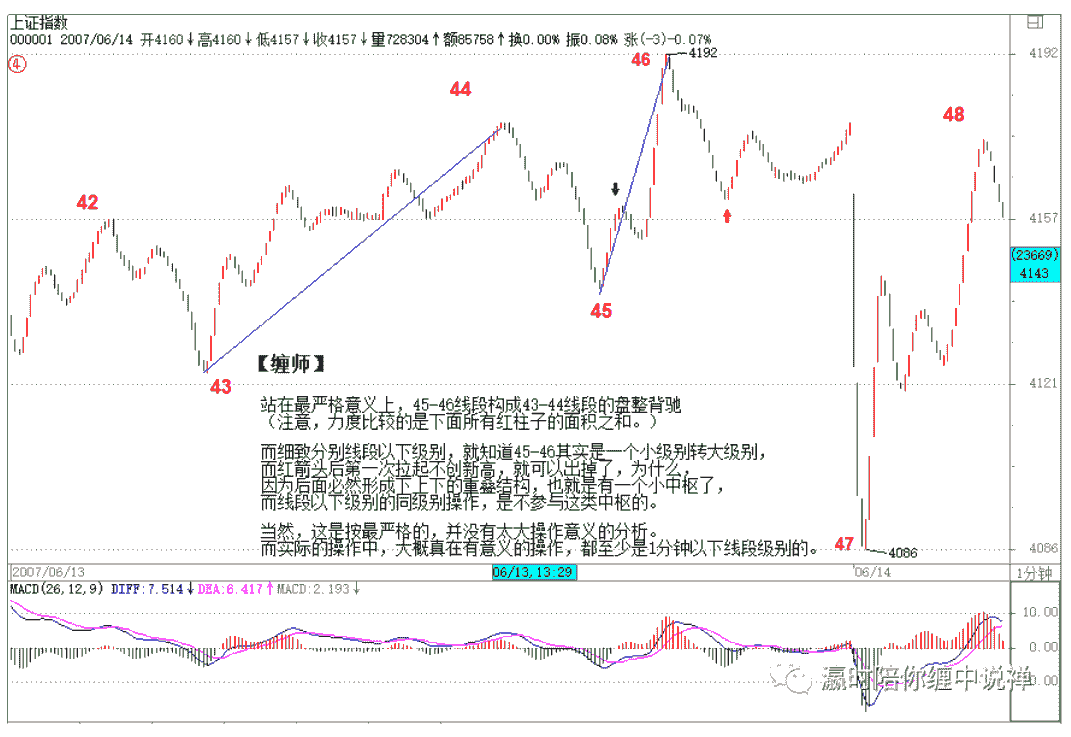 上证指数
000001 2007/06/14 开4160↓高4160↓低4157↓收4157↓量728304↑额85758↑换0.00% 振0.08% 涨(-3)-0.07%
④
4192
4192
46
44
48
42
4157
(23669)
4143
45
43
【缠师】
4121
站在最严格意义上，45-46线段构成43-44线段的盘整背驰
（注意，力度比较的是下面所有红柱子的面积之和。）
而细致分别线段以下级别，就知道45-46其实是一个小级别转大级别，
而红箭头后第一次拉起不创新高，就可以出掉了，为什么，
因为后面必然形成下上下的重叠结构，也就是有一个小中枢了，
而线段以下级别的同级别操作，是不参与这类中枢的。
当然，这是按最严格的，并没有太大操作意义的分析。
而实际的操作中，大概真在有意义的操作，都至少是1分钟以下线段级别的。
47
4086
4086
2007/06/13
06/13,13:29
06/14
1分钟
MACD(26,12,9) DIFF:7.514↓DEA:6.417↑MACD:2.193↓
10.00
0.00
瀛时陪你缠中说禅